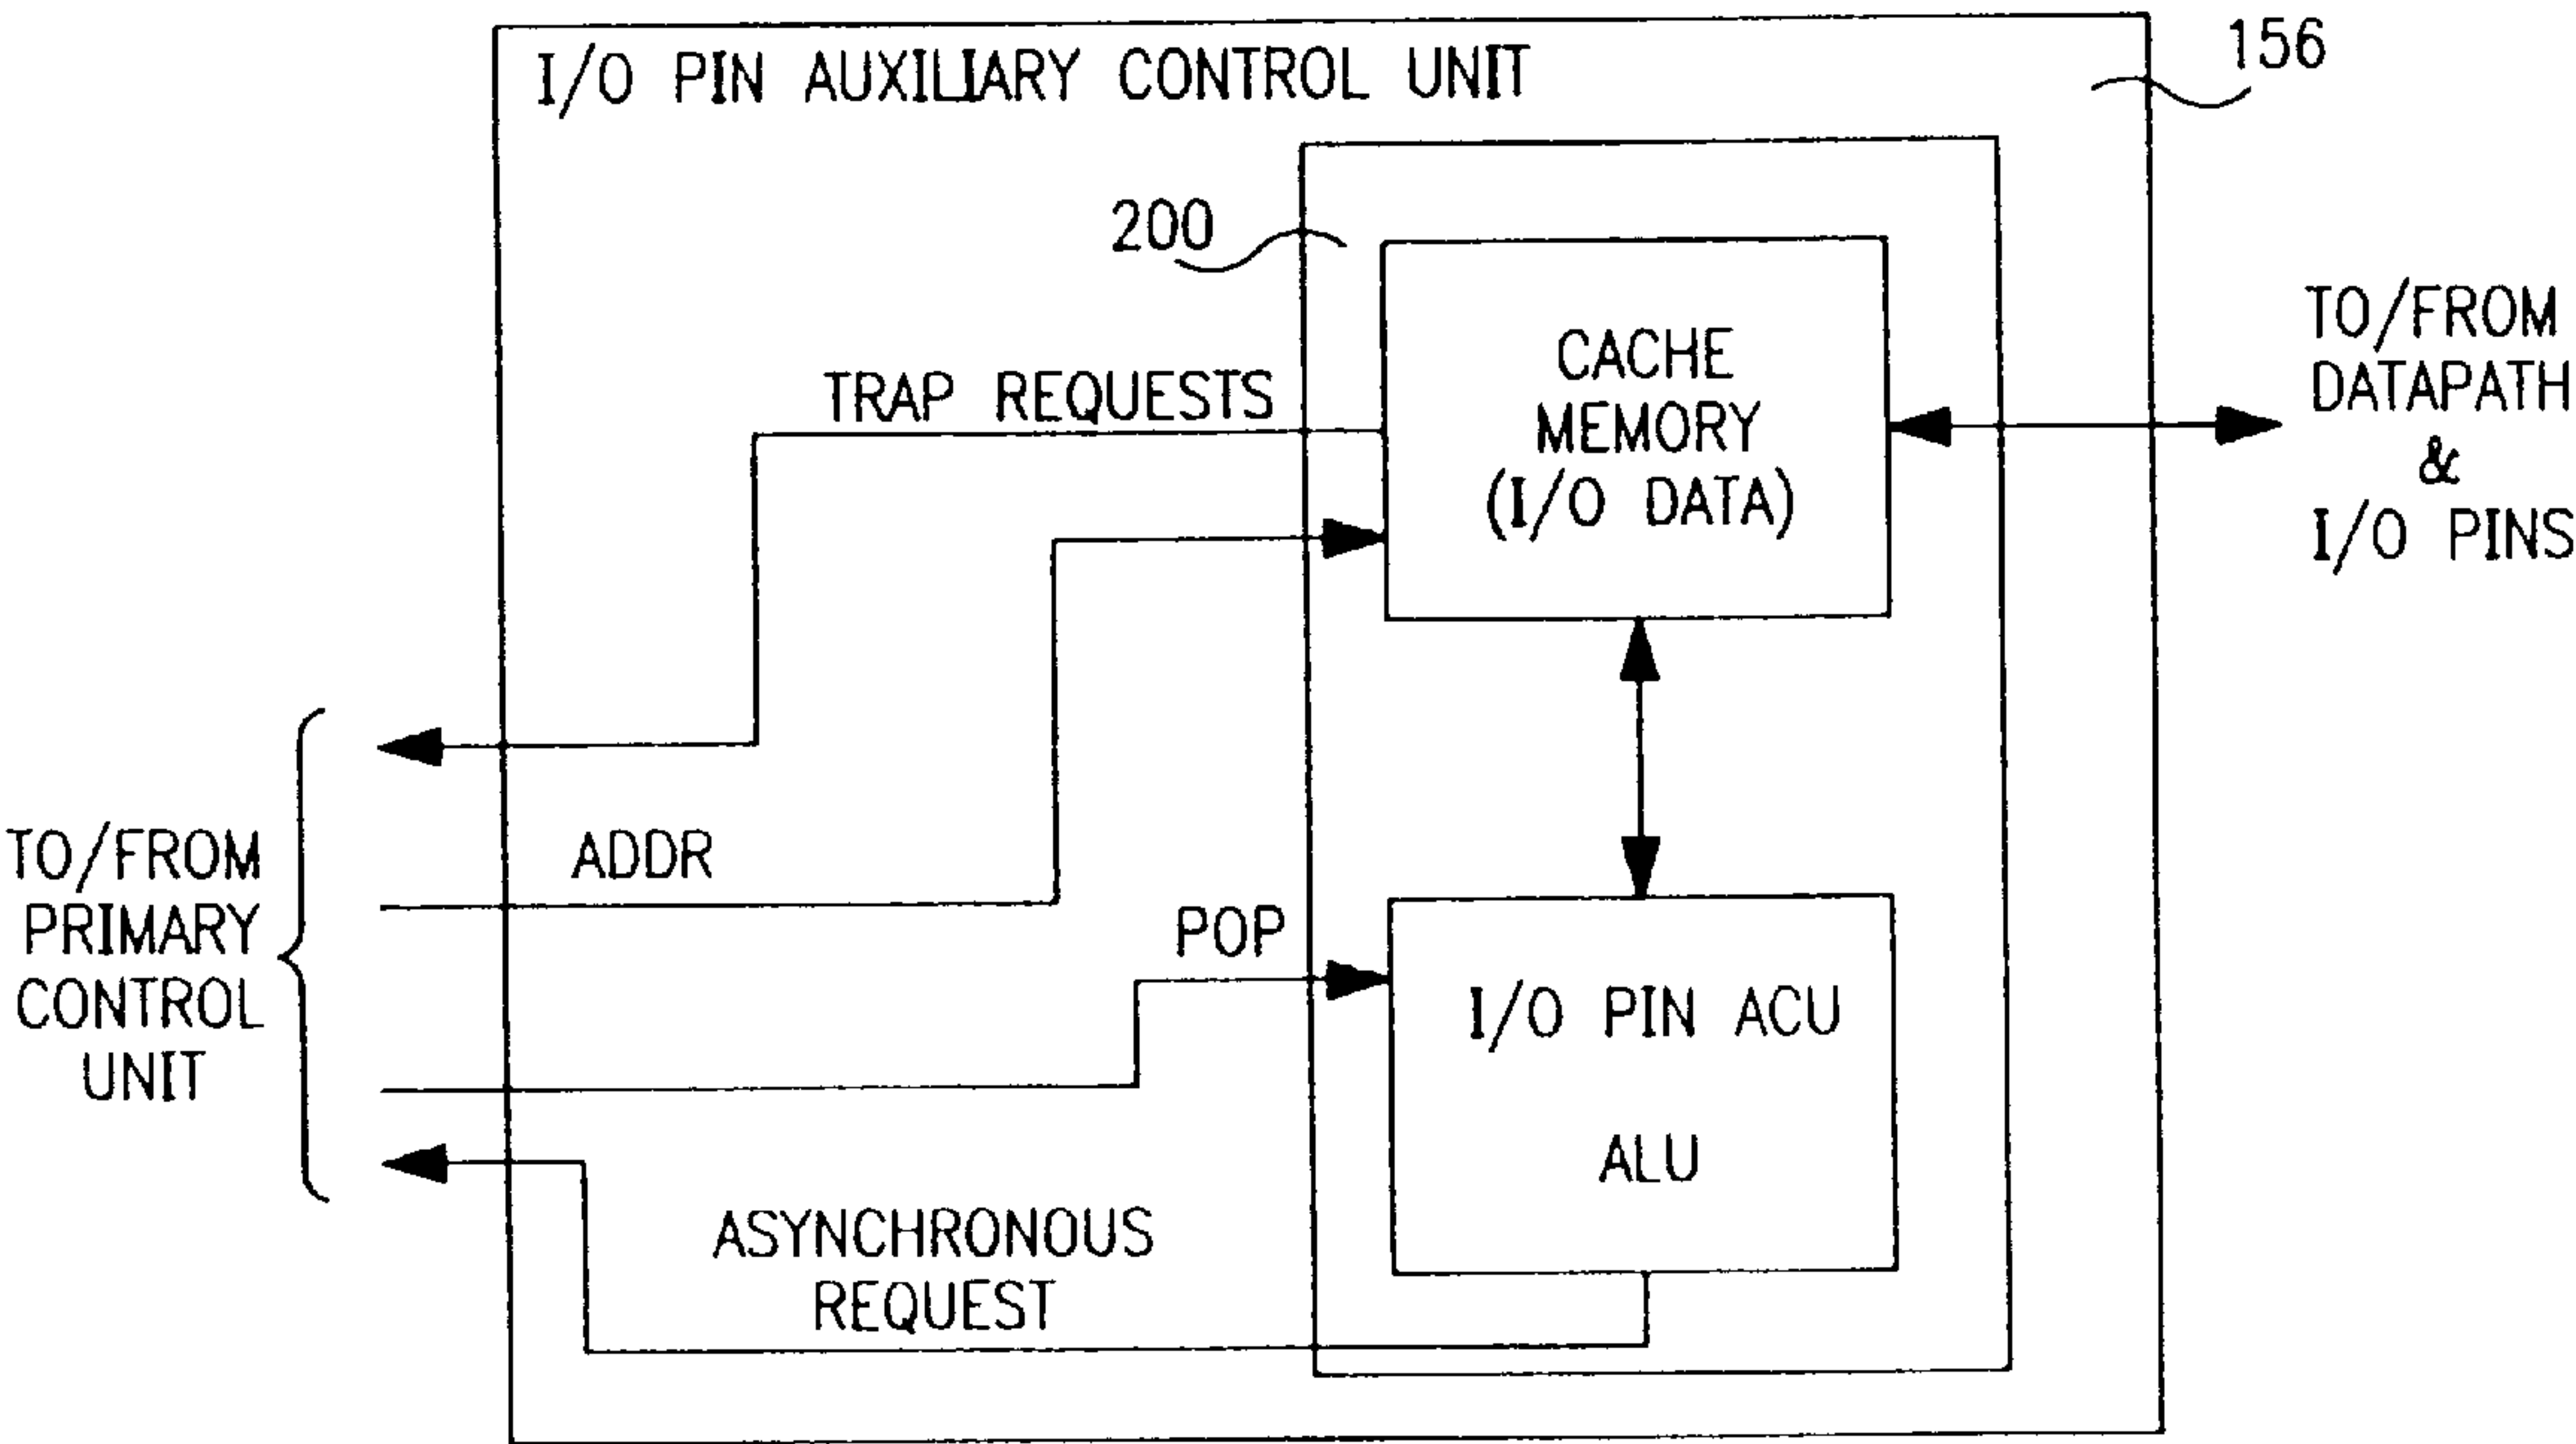 I/O PIN AUXILIARY CONTROL UNIT
156
200
TRAP REQUESTS
CACHE
MEMORY
(I/O DATA)
TO/FROM
DATAPATH
&
I/O PINS
TO/FROM
PRIMARY
CONTROL
UNIT
ADDR
POP
I/O PIN ACU
ALU
ASYNCHRONOUS
REQUEST